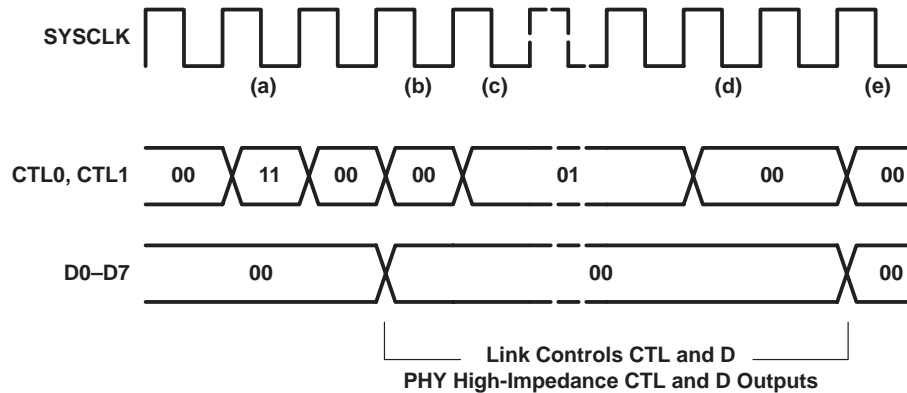 SYSCLK
(a) (b) (c) (d) (e)
CTL0, CTL1 00 11 00 00 01 00 00
D0–D7 00 00 00
Link Controls CTL and D
PHY High-Impedance CTL and D Outputs